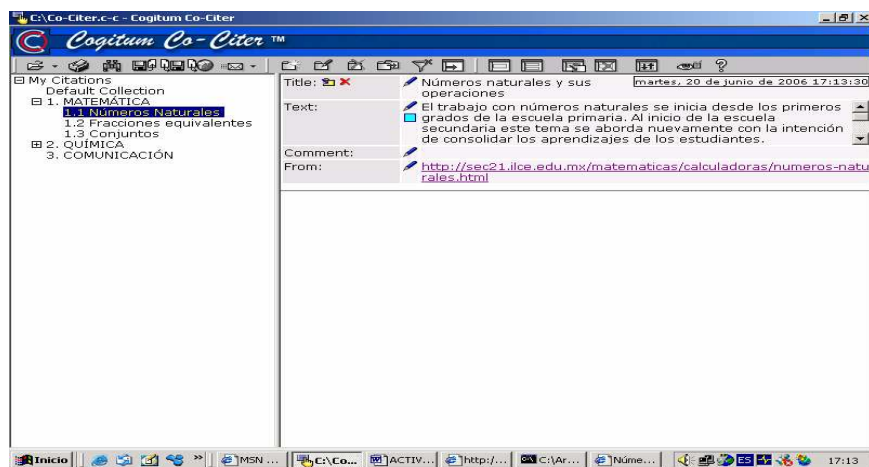 C:\Co-Citer.c-c - Cogitum Co-Citer
Cogitum Co-Citer ™
My Citations
Default Collection
1. MATEMÁTICA
1.1 Números Naturales
1.2 Fracciones equivalentes
1.3 Conjuntos
2. QUÍMICA
3. COMUNICACIÓN
Title:
Números naturales y sus
operaciones
martes, 20 de junio de 2006 17:13:30
Text:
El trabajo con números naturales se inicia desde los primeros
grados de la escuela primaria. Al inicio de la escuela
secundaria este tema se aborda nuevamente con la intención
de consolidar los aprendizajes de los estudiantes.
Comment:
From:
http://sec21.ilce.edu.mx/matematicas/calculadoras/numeros-natu
rales.html
Inicio
»
MSN ...
C:\Co...
ACTIV...
http:/...
C:\Ar...
Núme...
ES
17:13